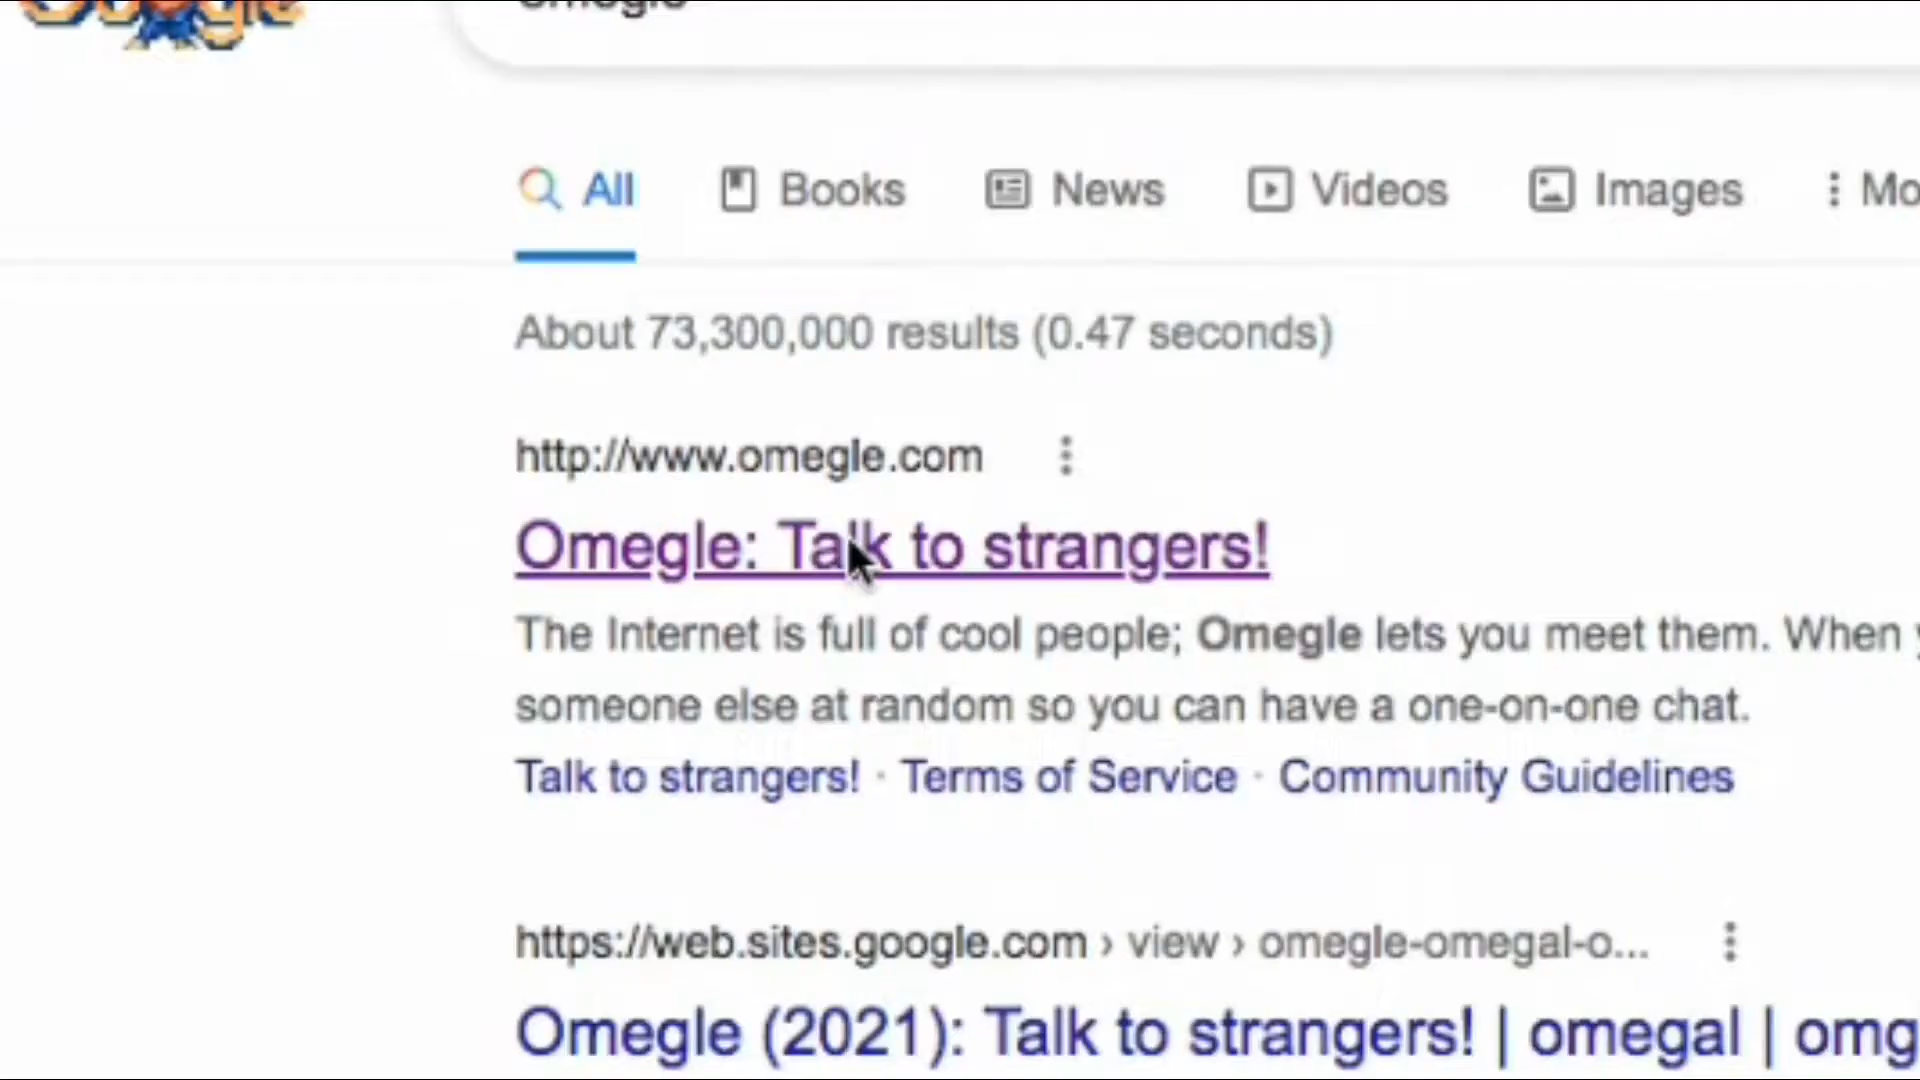 omegle
All Books News Videos Images
About 73,300,000 results (0.47 seconds)
http://www.omegle.com
Omegle: Talk to strangers!
The Internet is full of cool people; Omegle lets you meet them. When
someone else at random so you can have a one-on-one chat.
Talk to strangers! · Terms of Service · Community Guidelines
https://web.sites.google.com › view › omegle-omegal-o...
Omegle (2021): Talk to strangers! | omegal | omg